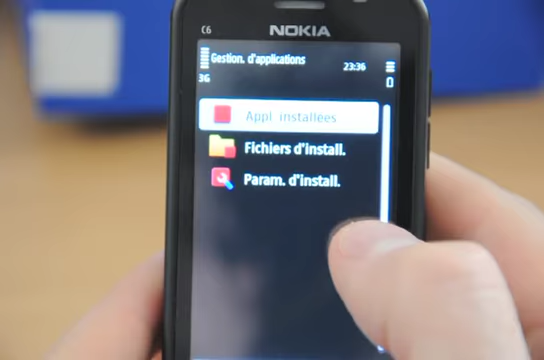 C6 NOKIA
Gestion. d'applications 23:36
3G
Appl. installées
Fichiers d'install.
Param. d'install.